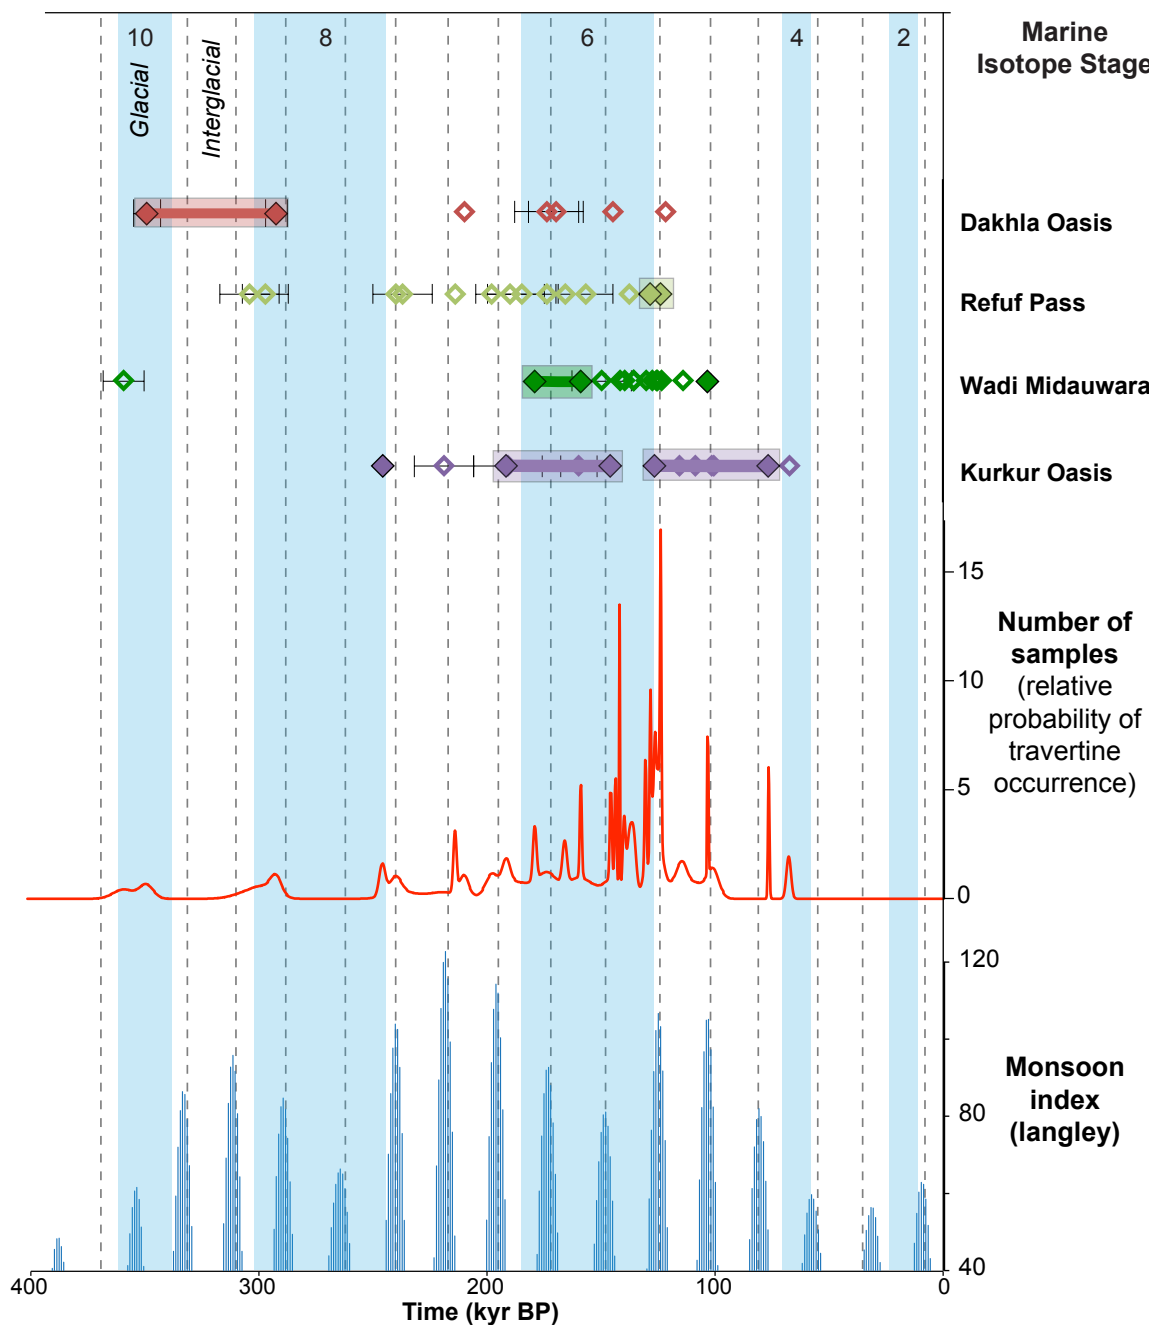 10
8
6
4
2
Marine
Isotope Stage
Glacial
Interglacial
Dakhla Oasis
Refuf Pass
Wadi Midauwara
Kurkur Oasis
15
10
5
0
Number of
samples
(relative
probability of
travertine
occurrence)
120
80
40
Monsoon
index
(langley)
400
300
200
100
0
Time (kyr BP)